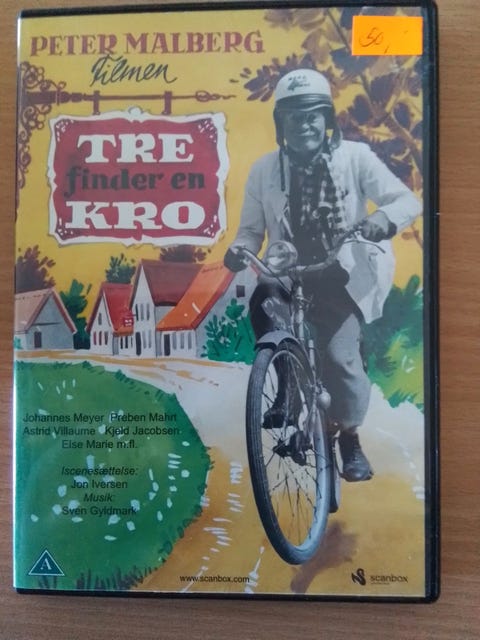 PETER MALBERG
Filmen
TRE
finder en
KRO
50,-
Johannes Meyer Preben Mahrt
Astrid Villaume Kjeld Jacobsen
Else Marie m.fl.
Iscenesættelse:
Jon Iversen
Musik:
Sven Gyldmark
A
www.scanbox.com
scanbox